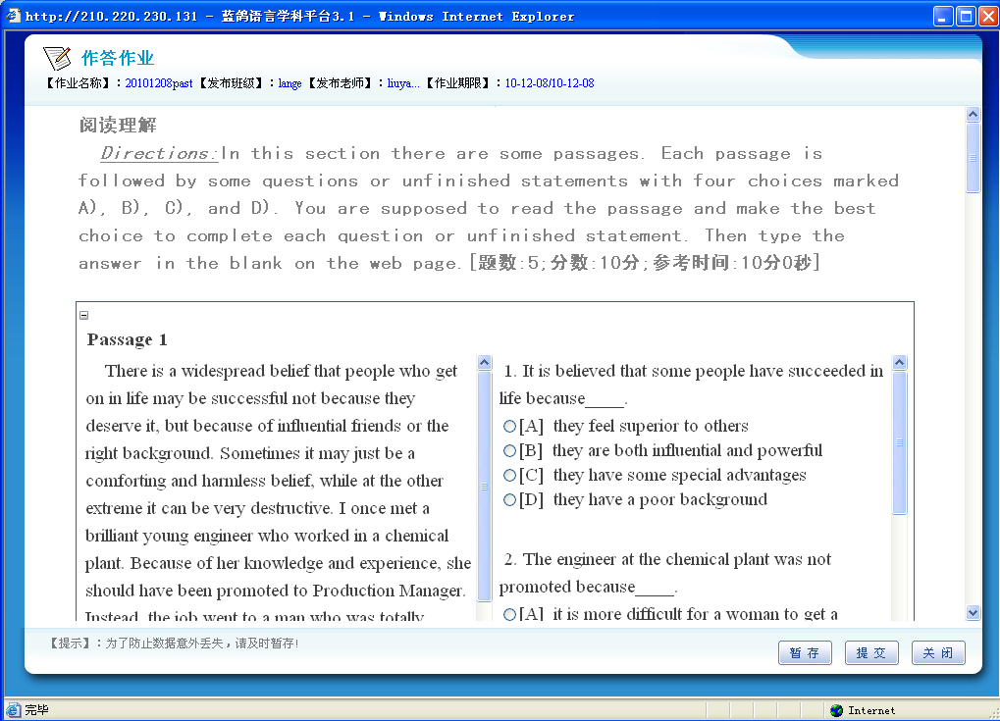 http://210.220.230.131 - 蓝鸽语言学科平台3.1 - Windows Internet Explorer
作答作业
【作业名称】：20101208past 【发布班级】：lange 【发布老师】：liuya... 【作业期限】：10-12-08/10-12-08
阅读理解
Directions:In this section there are some passages. Each passage is
followed by some questions or unfinished statements with four choices marked
A), B), C), and D). You are supposed to read the passage and make the best
choice to complete each question or unfinished statement. Then type the
answer in the blank on the web page.[题数:5;分数:10分;参考时间:10分0秒]
Passage 1
There is a widespread belief that people who get
on in life may be successful not because they
deserve it, but because of influential friends or the
right background. Sometimes it may just be a
comforting and harmless belief, while at the other
extreme it can be very destructive. I once met a
brilliant young engineer who worked in a chemical
plant. Because of her knowledge and experience, she
should have been promoted to Production Manager.
Instead, the job went to a man who was totally
1. It is believed that some people have succeeded in
life because____.
[A] they feel superior to others
[B] they are both influential and powerful
[C] they have some special advantages
[D] they have a poor background
2. The engineer at the chemical plant was not
promoted because____.
[A] it is more difficult for a woman to get a
【提示】：为了防止数据意外丢失，请及时暂存！
暂 存
提 交
关 闭
完毕
Internet